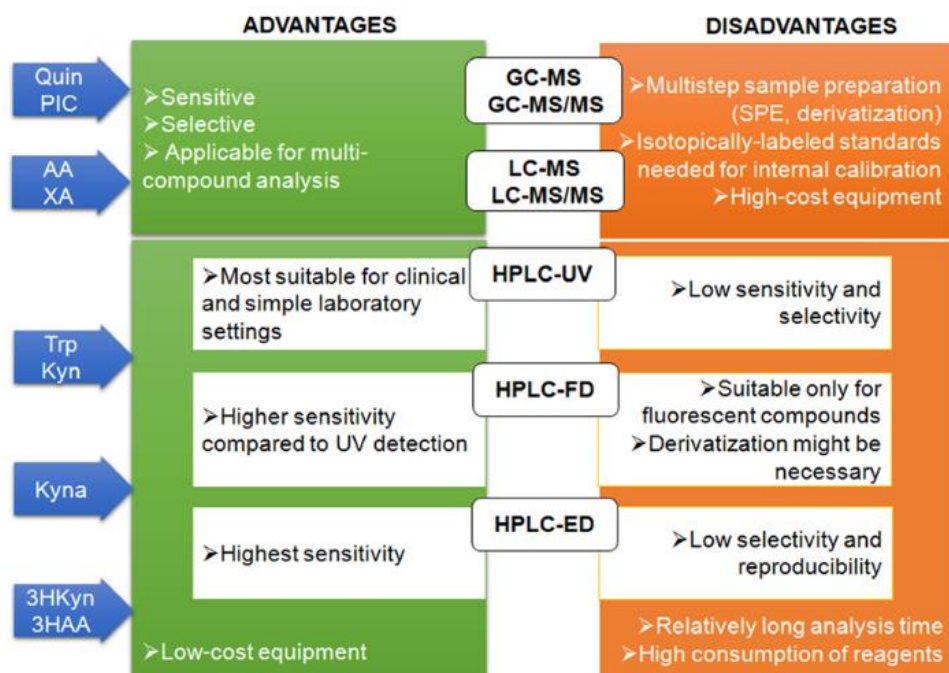 ADVANTAGES
DISADVANTAGES
Quin
PIC
AA
XA
➢Sensitive
➢Selective
➢ Applicable for multi-
compound analysis
GC-MS
GC-MS/MS
LC-MS
LC-MS/MS
➢Multistep sample preparation
(SPE, derivatization)
➢Isotopically-labeled standards
needed for internal calibration
➢High-cost equipment
Trp
Kyn
Kyna
3HKyn
3HAA
➢Most suitable for clinical
and simple laboratory
settings
HPLC-UV
➢Low sensitivity and
selectivity
➢Higher sensitivity
compared to UV detection
HPLC-FD
➢Suitable only for
fluorescent compounds
➢Derivatization might be
necessary
➢Highest sensitivity
HPLC-ED
➢Low selectivity and
reproducibility
➢Low-cost equipment
➢Relatively long analysis time
➢High consumption of reagents